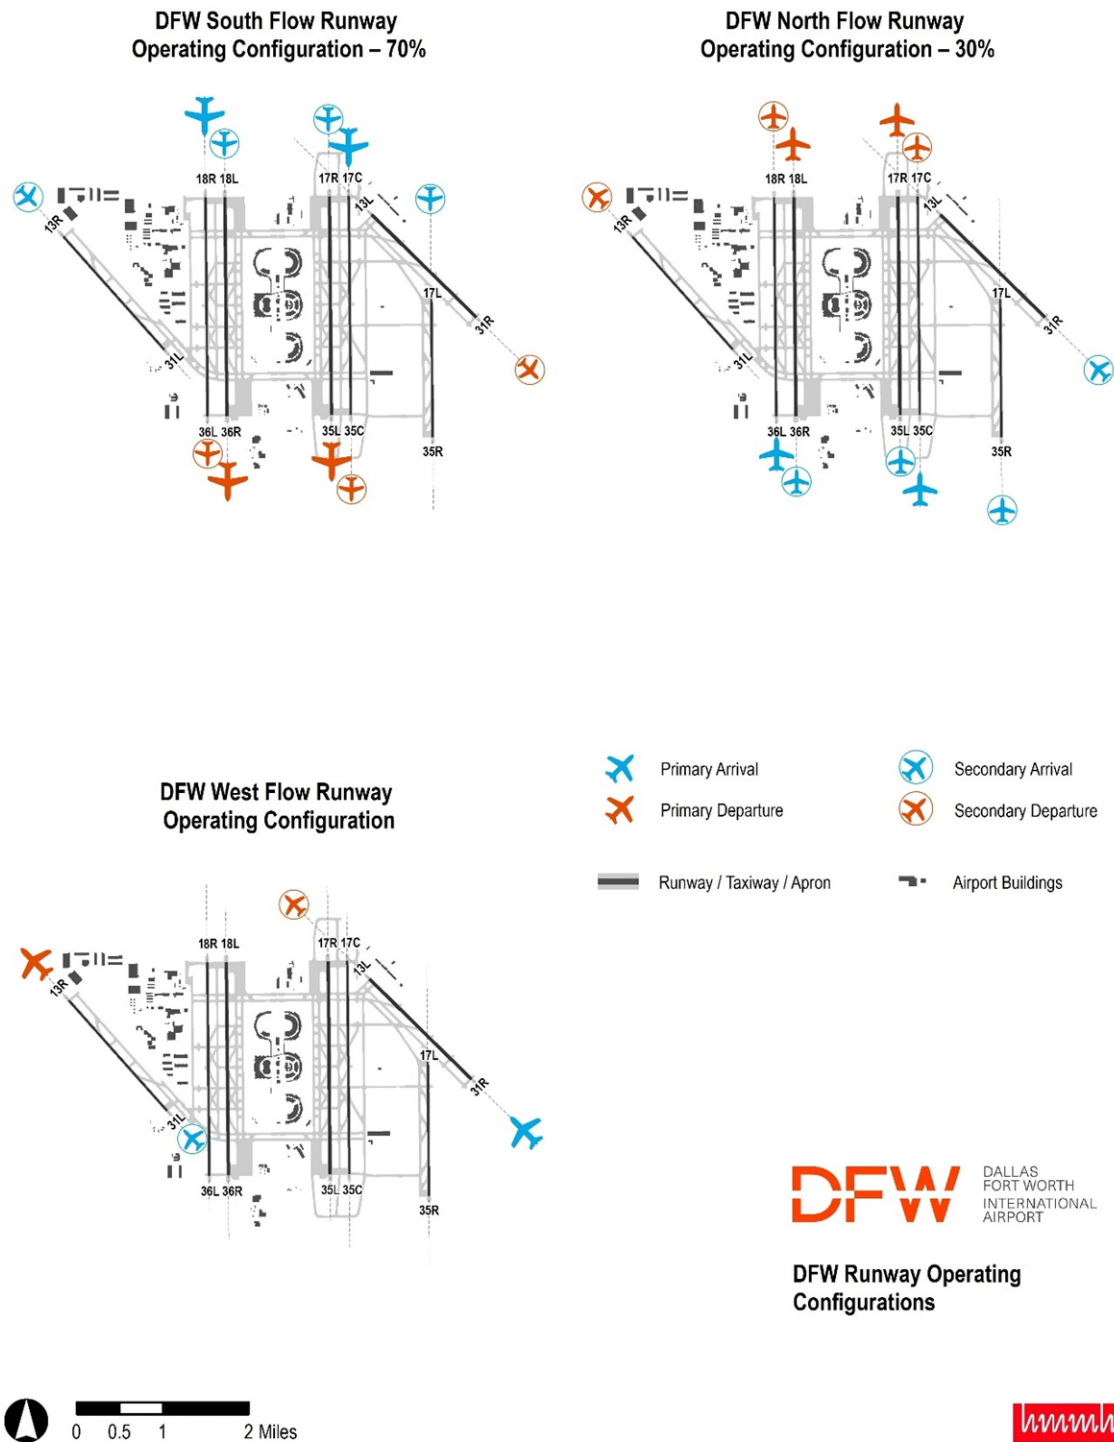 DFW South Flow Runway
Operating Configuration – 70%
18R 18L
17R 17C
13R
13L
17L
31L
31R
36L 36R
35L 35C
35R
DFW North Flow Runway
Operating Configuration – 30%
18R 18L
17R 17C
13R
13L
17L
31L
31R
36L 36R
35L 35C
35R
DFW West Flow Runway
Operating Configuration
18R 18L
17R 17C
13R
13L
17L
31L
31R
36L 36R
35L 35C
35R
Primary Arrival
Secondary Arrival
Primary Departure
Secondary Departure
Runway / Taxiway / Apron
Airport Buildings
DFW
DALLAS
FORT WORTH
INTERNATIONAL
AIRPORT
DFW Runway Operating
Configurations
0 0.5 1 2 Miles
hmmh